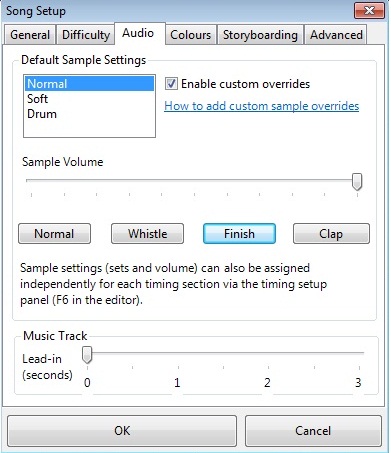 Song Setup
General Difficulty Audio Colours Storyboarding Advanced
Default Sample Settings
Normal
Soft
Drum
Enable custom overrides
How to add custom sample overrides
Sample Volume
Normal Whistle Finish Clap
Sample settings (sets and volume) can also be assigned
independently for each timing section via the timing setup
panel (F6 in the editor).
Music Track
Lead-in
(seconds)
0 1 2 3
OK Cancel